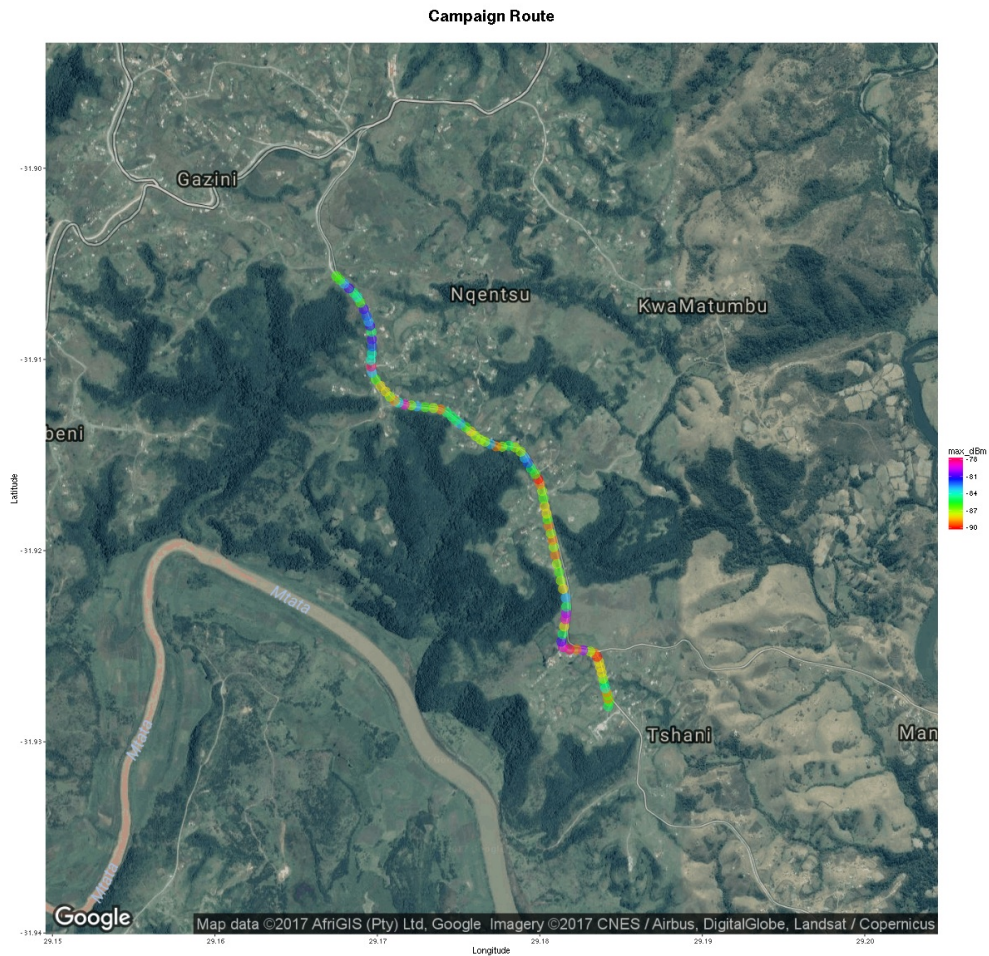 Campaign Route
-31.90
Gazini
Nqentsu
KwaMatumbu
-31.91
beni
max_dBm
-78
-81
-84
-87
-90
Latitude
-31.92
Mtata
Mtata
-31.93
Tshani
Man
Mtata
Google
Map data ©2017 AfriGIS (Pty) Ltd, Google Imagery ©2017 CNES / Airbus, DigitalGlobe, Landsat / Copernicus
-31.94
29.15 29.16 29.17 29.18 29.19 29.20
Longitude